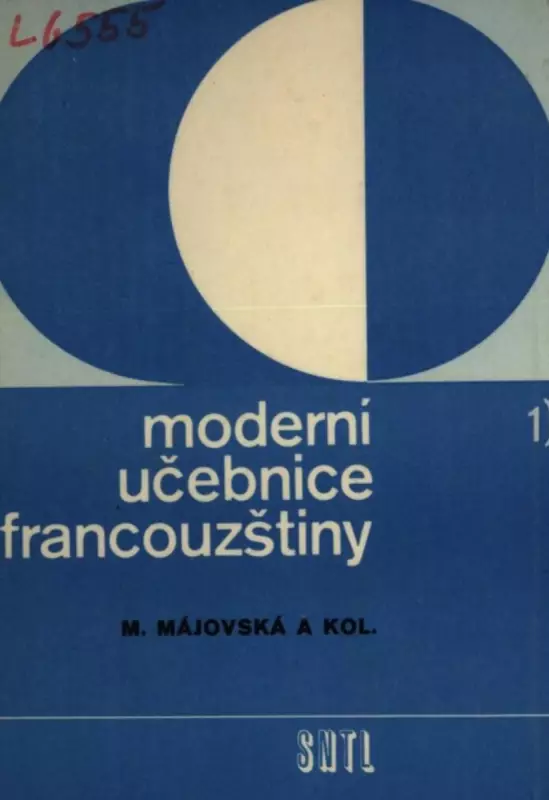 L6555
moderní
učebnice
francouzštiny
1)
M. MÁJOVSKÁ A KOL.
SNTL